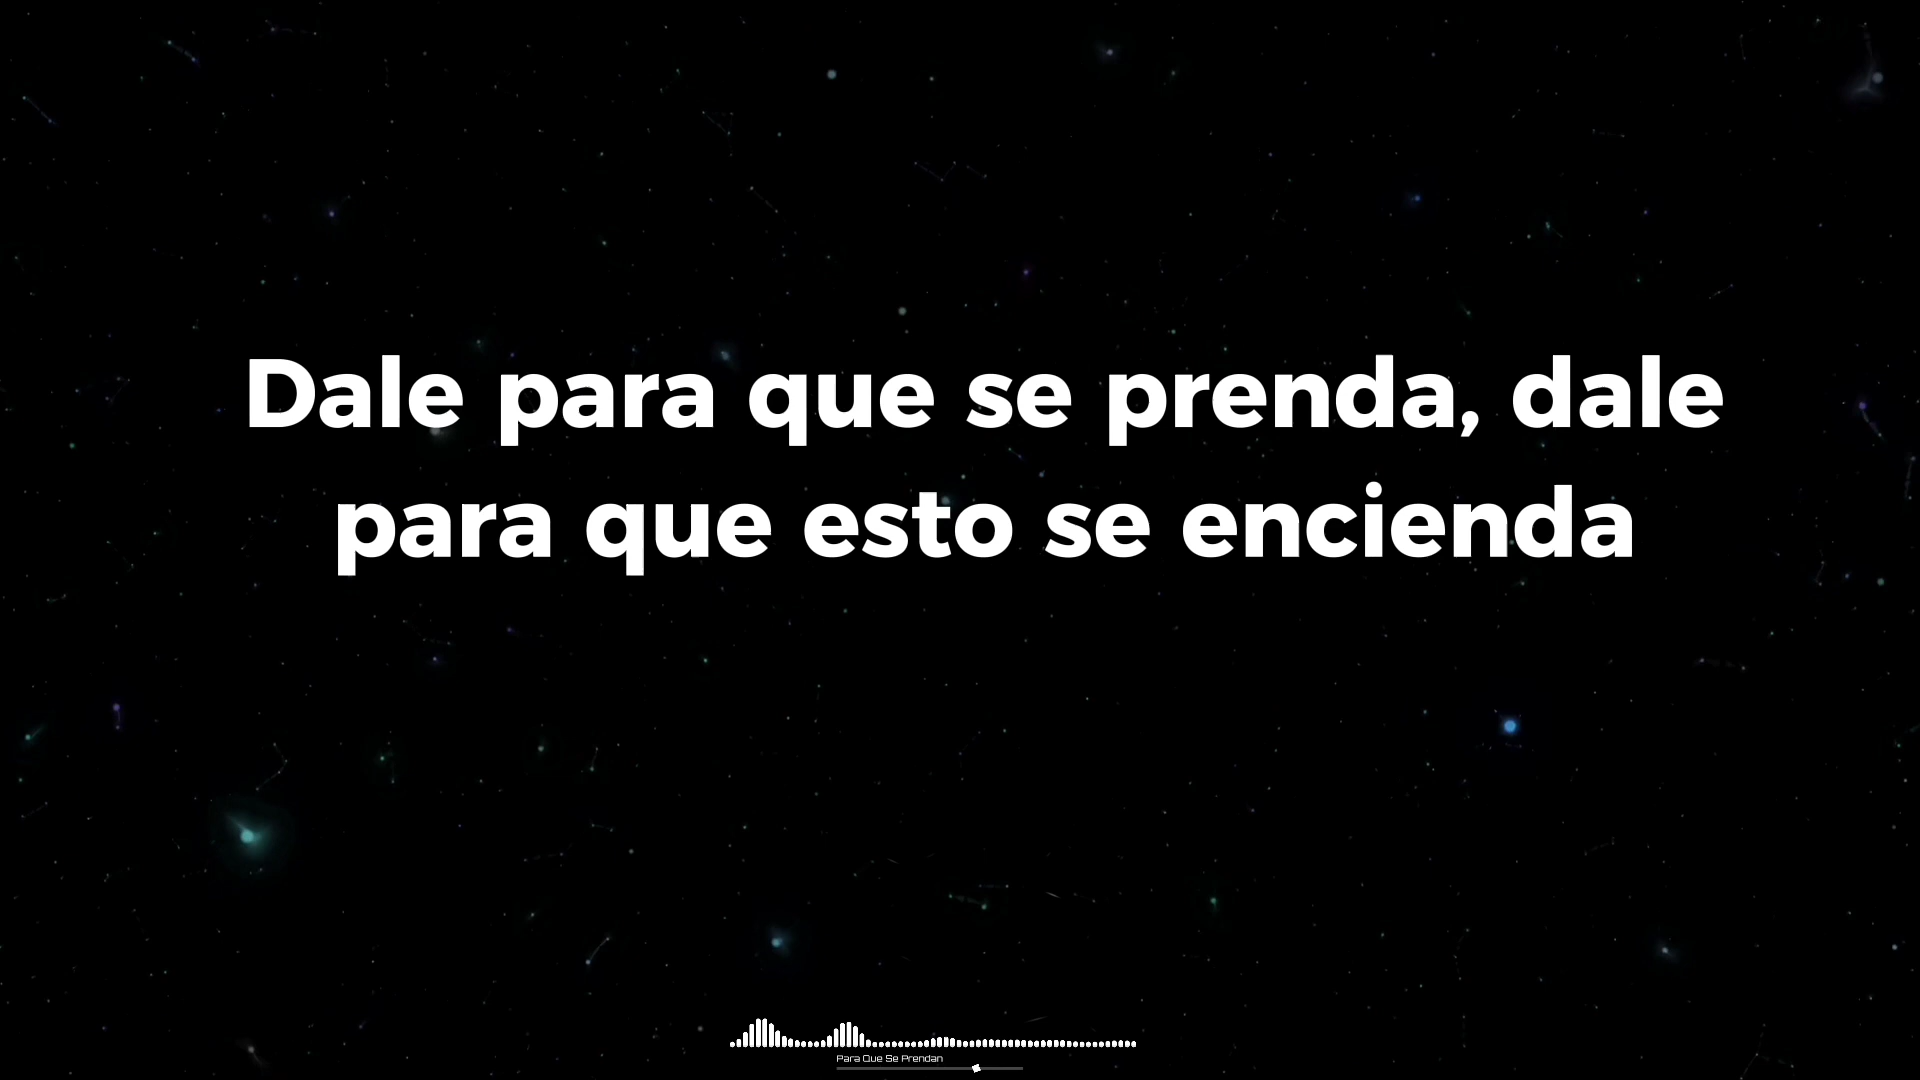 Dale para que se prenda, dale
para que esto se encienda
Para Que Se Prendan